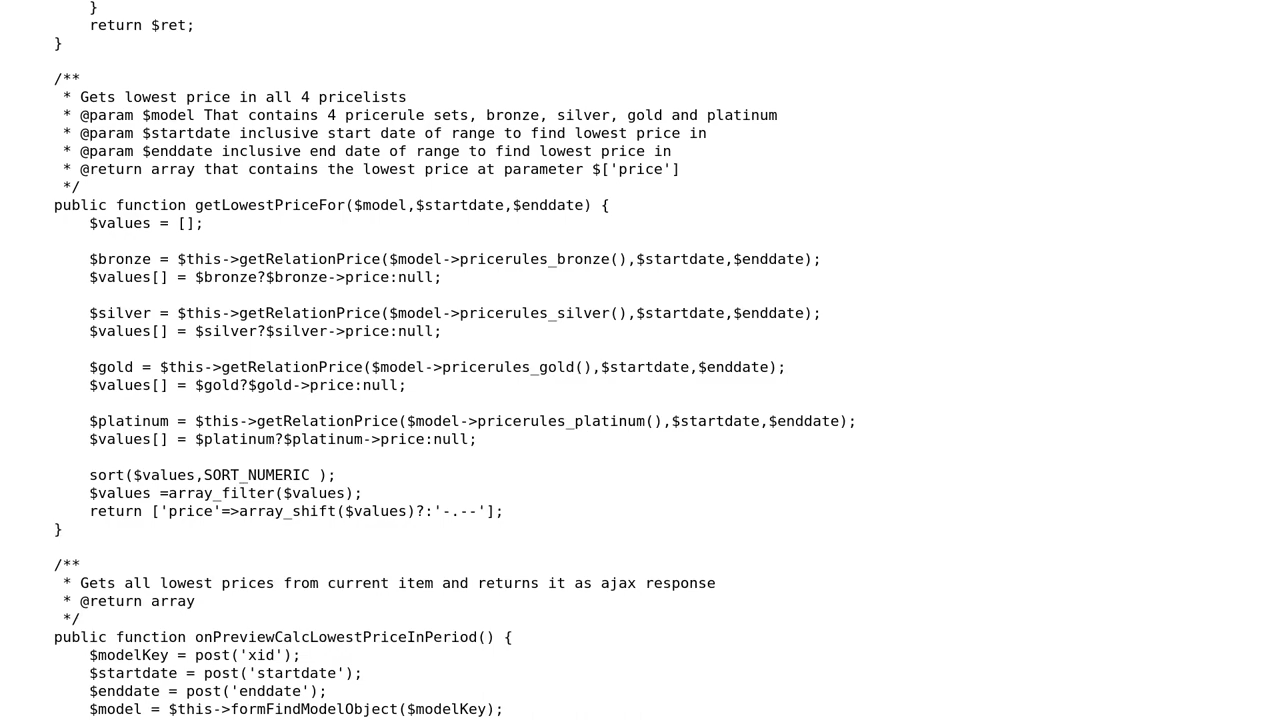 }
        return $ret;
    }

    /**
     * Gets lowest price in all 4 pricelists
     * @param $model That contains 4 pricerule sets, bronze, silver, gold and platinum
     * @param $startdate inclusive start date of range to find lowest price in
     * @param $enddate inclusive end date of range to find lowest price in
     * @return array that contains the lowest price at parameter $['price']
     */
    public function getLowestPriceFor($model,$startdate,$enddate) {
        $values = [];

        $bronze = $this->getRelationPrice($model->pricerules_bronze(),$startdate,$enddate);
        $values[] = $bronze?$bronze->price:null;

        $silver = $this->getRelationPrice($model->pricerules_silver(),$startdate,$enddate);
        $values[] = $silver?$silver->price:null;

        $gold = $this->getRelationPrice($model->pricerules_gold(),$startdate,$enddate);
        $values[] = $gold?$gold->price:null;

        $platinum = $this->getRelationPrice($model->pricerules_platinum(),$startdate,$enddate);
        $values[] = $platinum?$platinum->price:null;

        sort($values,SORT_NUMERIC );
        $values =array_filter($values);
        return ['price'=>array_shift($values)?:'-.--'];
    }

    /**
     * Gets all lowest prices from current item and returns it as ajax response
     * @return array
     */
    public function onPreviewCalcLowestPriceInPeriod() {
        $modelKey = post('xid');
        $startdate = post('startdate');
        $enddate = post('enddate');
        $model = $this->formFindModelObject($modelKey);